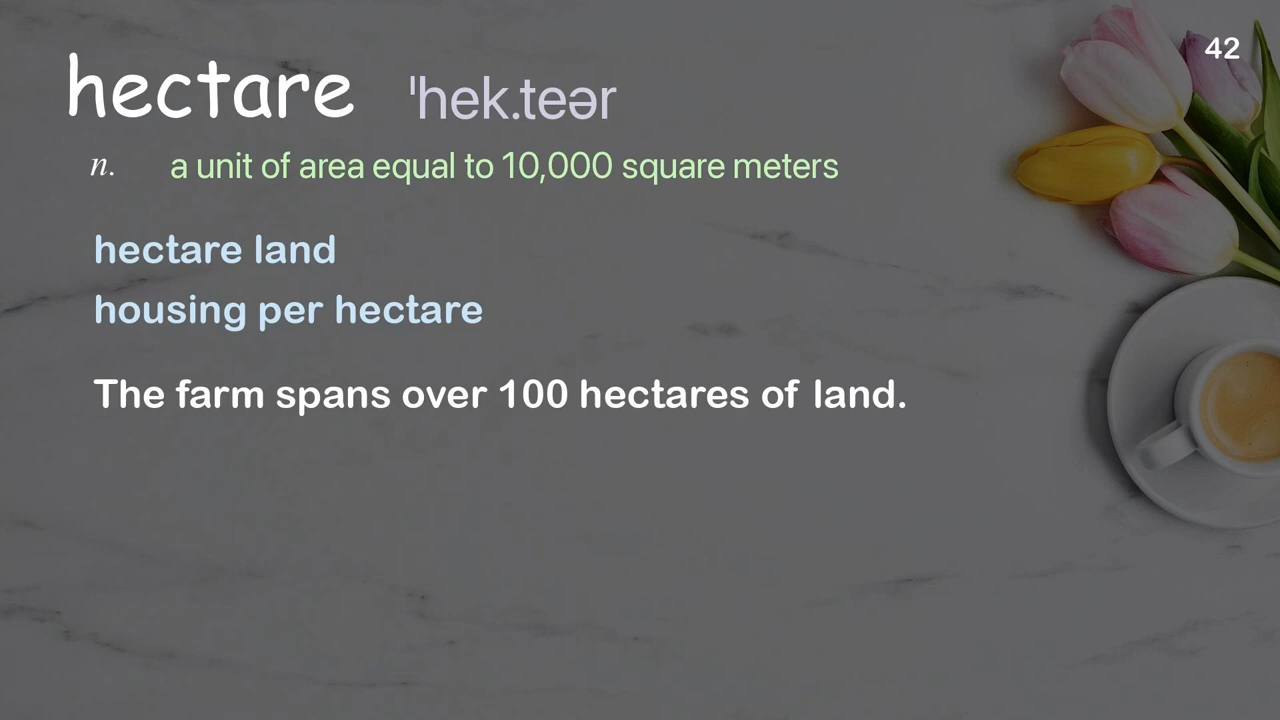 42
hectare ˈhek.teər
n. a unit of area equal to 10,000 square meters
hectare land
housing per hectare
The farm spans over 100 hectares of land.